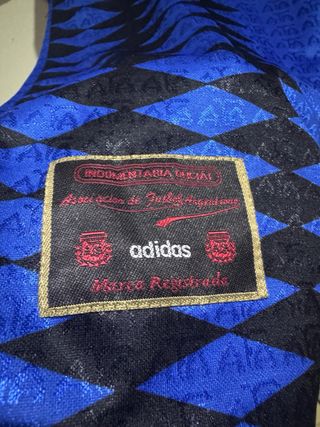 INDUMENTARIA OFICIAL
Asociacion de Futbol Argentino
adidas
Marca Registrada